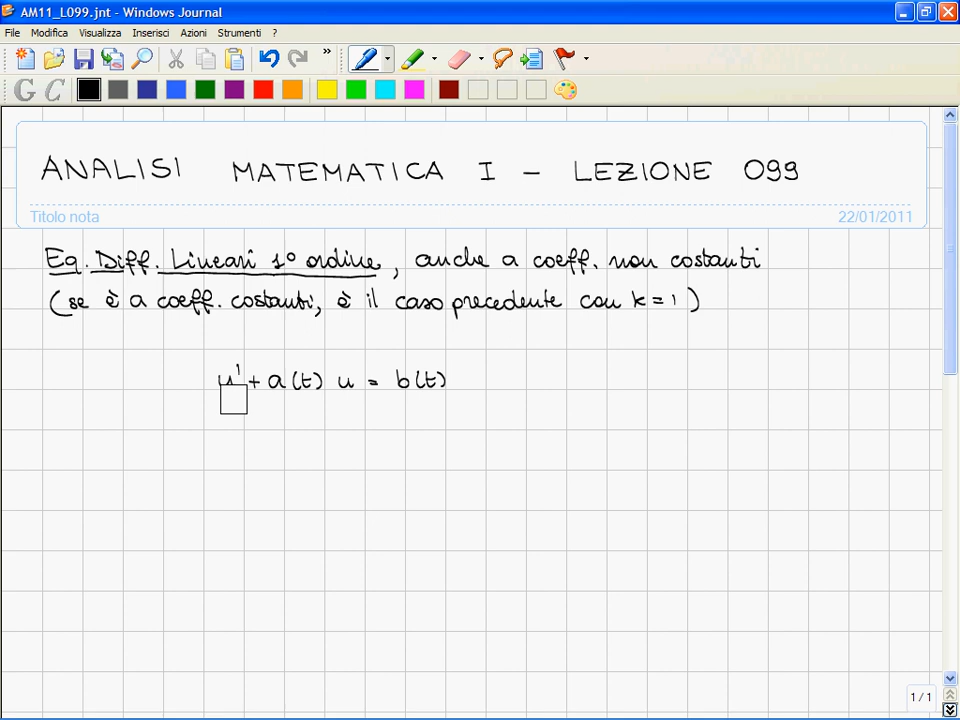 AM11_L099.jnt - Windows Journal
File Modifica Visualizza Inserisci Azioni Strumenti ?
»
G C
ANALISI MATEMATICA I - LEZIONE 099
Titolo nota 22/01/2011
Eq. Diff. Lineari 1° ordine, anche a coeff. non costanti
(se è a coeff. costanti, è il caso precedente con k=1)
u' + a(t) u = b(t)
1 / 1